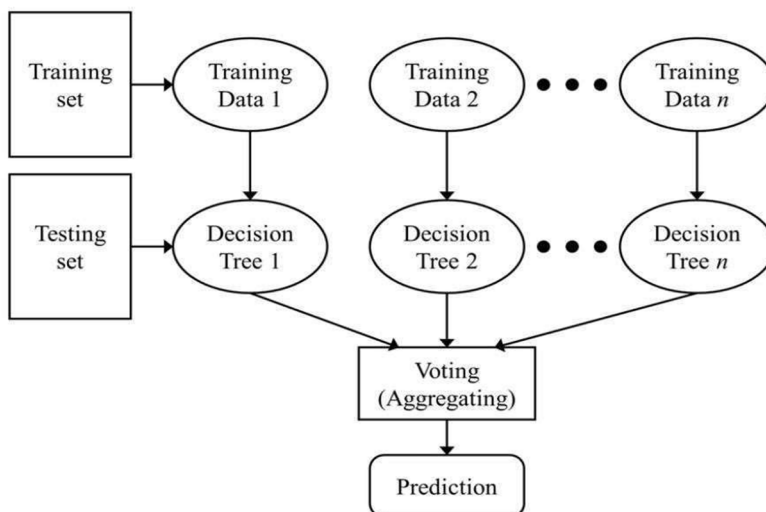 Training
set
Training
Data 1
Training
Data 2
Training
Data n
Testing
set
Decision
Tree 1
Decision
Tree 2
Decision
Tree n
Voting
(Aggregating)
Prediction